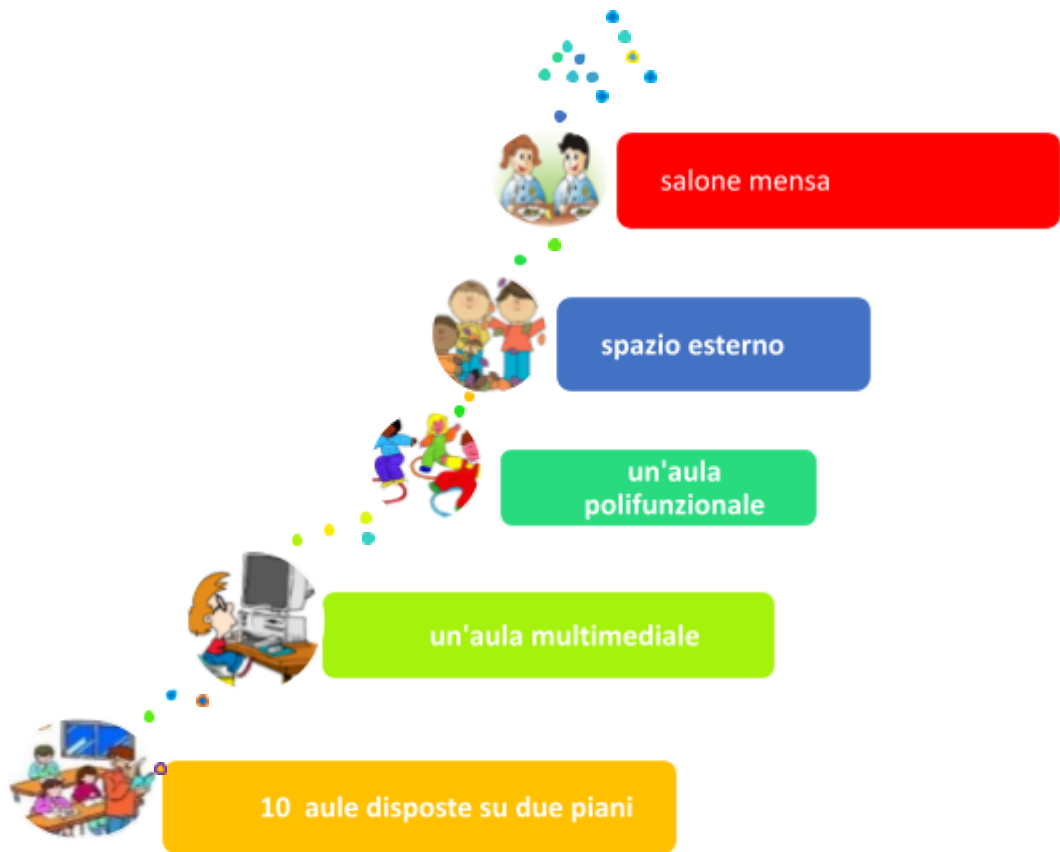 salone mensa
spazio esterno
un'aula
polifunzionale
un'aula multimediale
10  aule disposte su due piani